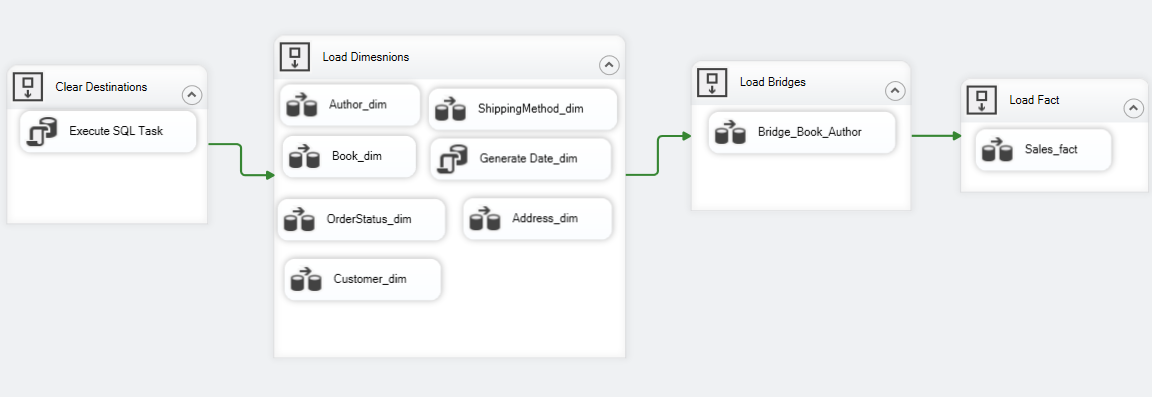 Clear Destinations
Execute SQL Task
Load Dimesnions
Author_dim
ShippingMethod_dim
Book_dim
Generate Date_dim
OrderStatus_dim
Address_dim
Customer_dim
Load Bridges
Bridge_Book_Author
Load Fact
Sales_fact